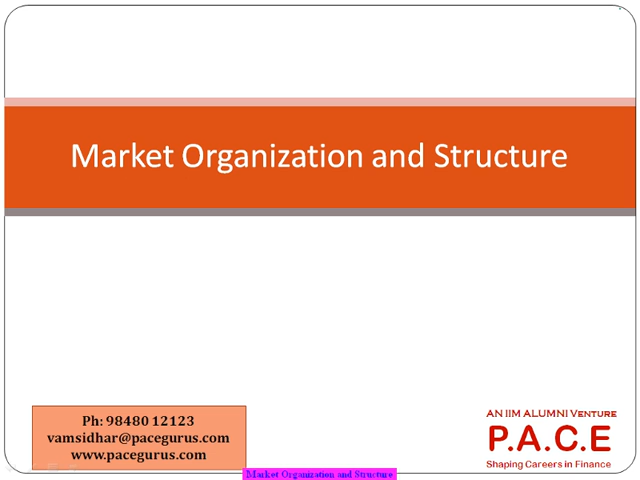 Market Organization and Structure
Ph: 98480 12123
vamsidhar@pacegurus.com
www.pacegurus.com
AN IIM ALUMNI VENTURE
P.A.C.E
Shaping Careers in Finance
Market Organization and Structure